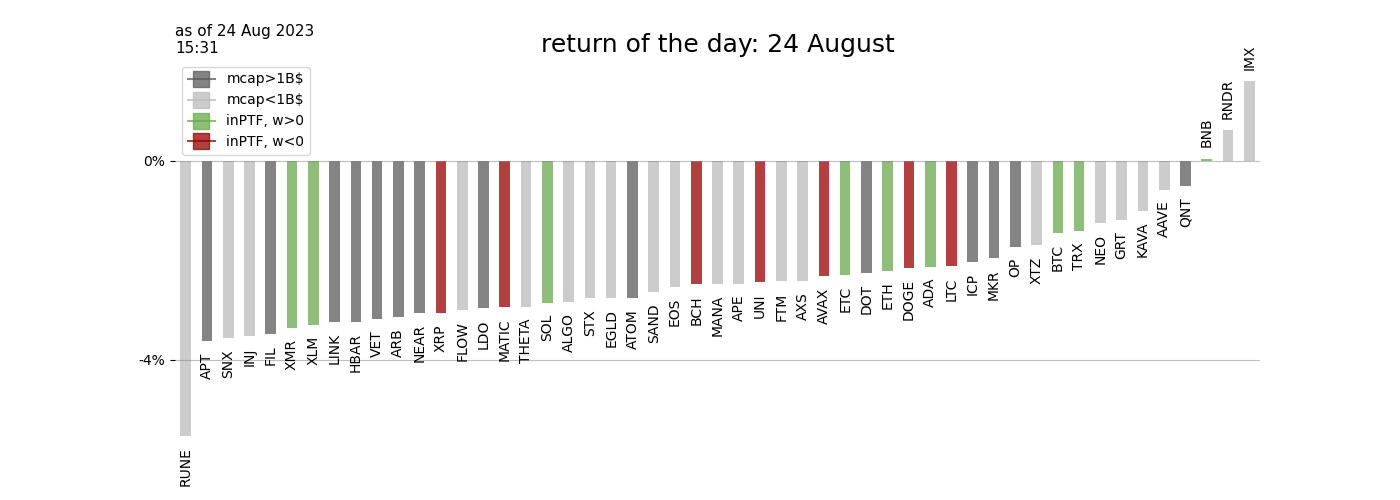 as of 24 Aug 2023
15:31
return of the day: 24 August
mcap>1B$
mcap<1B$
inPTF, w>0
inPTF, w<0
0%
-4%
RUNE
APT
SNX
INJ
FIL
XMR
XLM
LINK
HBAR
VET
ARB
NEAR
XRP
FLOW
LDO
MATIC
THETA
SOL
ALGO
STX
EGLD
ATOM
SAND
EOS
BCH
MANA
APE
UNI
FTM
AXS
AVAX
ETC
DOT
ETH
DOGE
ADA
LTC
ICP
MKR
OP
XTZ
BTC
TRX
NEO
GRT
KAVA
AAVE
QNT
BNB
RNDR
IMX